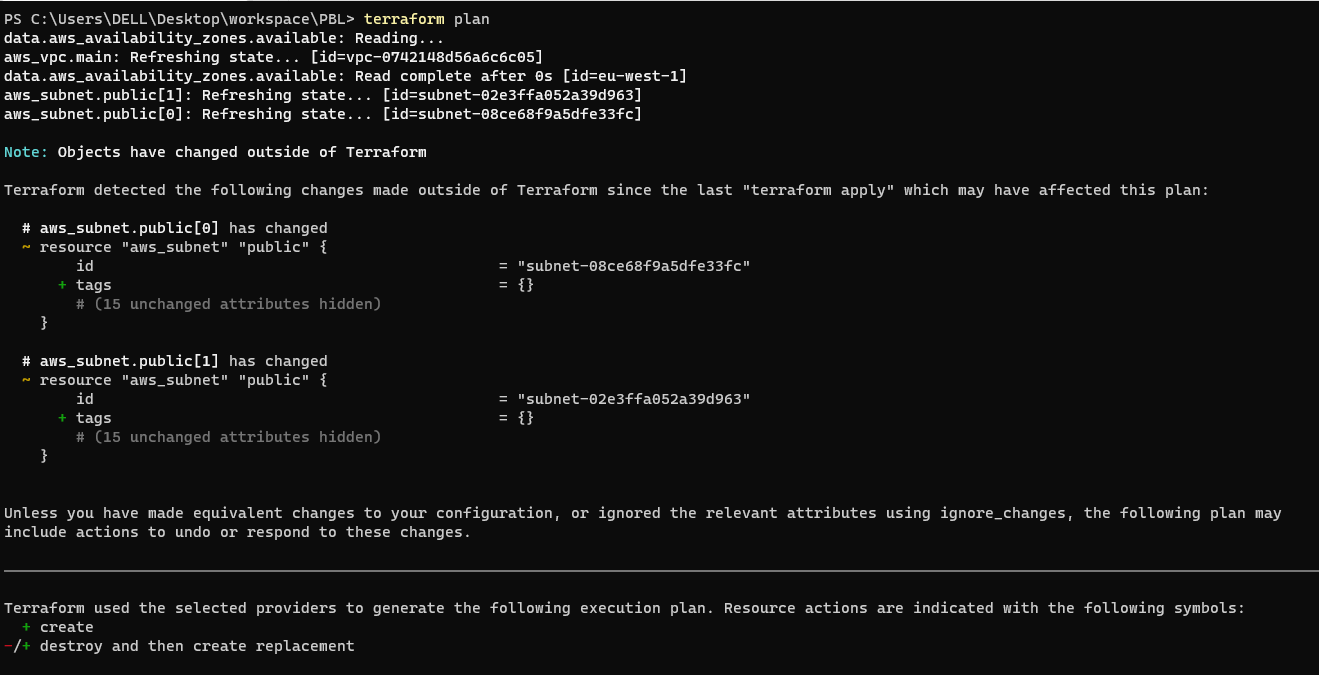 PS C:\Users\DELL\Desktop\workspace\PBL> terraform plan
data.aws_availability_zones.available: Reading...
aws_vpc.main: Refreshing state... [id=vpc-0742148d56a6c6c05]
data.aws_availability_zones.available: Read complete after 0s [id=eu-west-1]
aws_subnet.public[1]: Refreshing state... [id=subnet-02e3ffa052a39d963]
aws_subnet.public[0]: Refreshing state... [id=subnet-08ce68f9a5dfe33fc]
Note: Objects have changed outside of Terraform
Terraform detected the following changes made outside of Terraform since the last "terraform apply" which may have affected this plan:
# aws_subnet.public[0] has changed
~ resource "aws_subnet" "public" {
id = "subnet-08ce68f9a5dfe33fc"
+ tags = {}
# (15 unchanged attributes hidden)
}
# aws_subnet.public[1] has changed
~ resource "aws_subnet" "public" {
id = "subnet-02e3ffa052a39d963"
+ tags = {}
# (15 unchanged attributes hidden)
}
Unless you have made equivalent changes to your configuration, or ignored the relevant attributes using ignore_changes, the following plan may
include actions to undo or respond to these changes.
Terraform used the selected providers to generate the following execution plan. Resource actions are indicated with the following symbols:
+ create
-/+ destroy and then create replacement